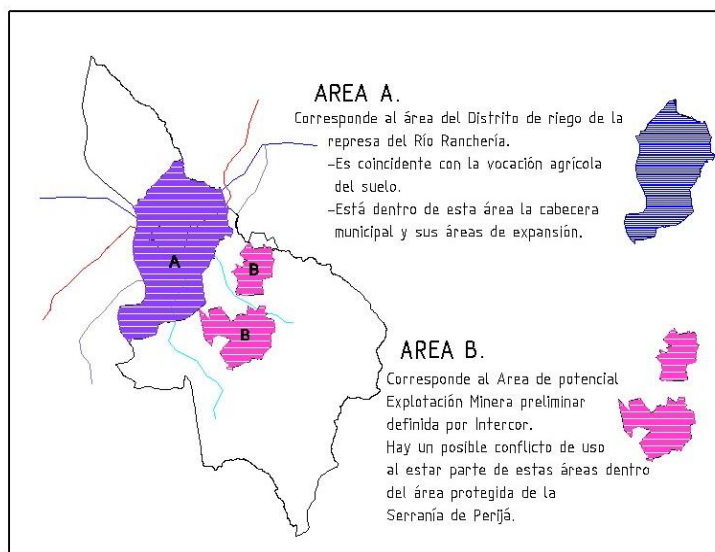 AREA A.
Corresponde al área del Distrito de riego de la
represa del Río Ranchería.
-Es coincidente con la vocación agrícola
del suelo.
-Está dentro de esta área la cabecera
municipal y sus áreas de expansión.
A
B
B
AREA B.
Corresponde al Area de potencial
Explotación Minera preliminar
definida por Intercor.
Hay un posible conflicto de uso
al estar parte de estas áreas dentro
del área protegida de la
Serranía de Perijá.